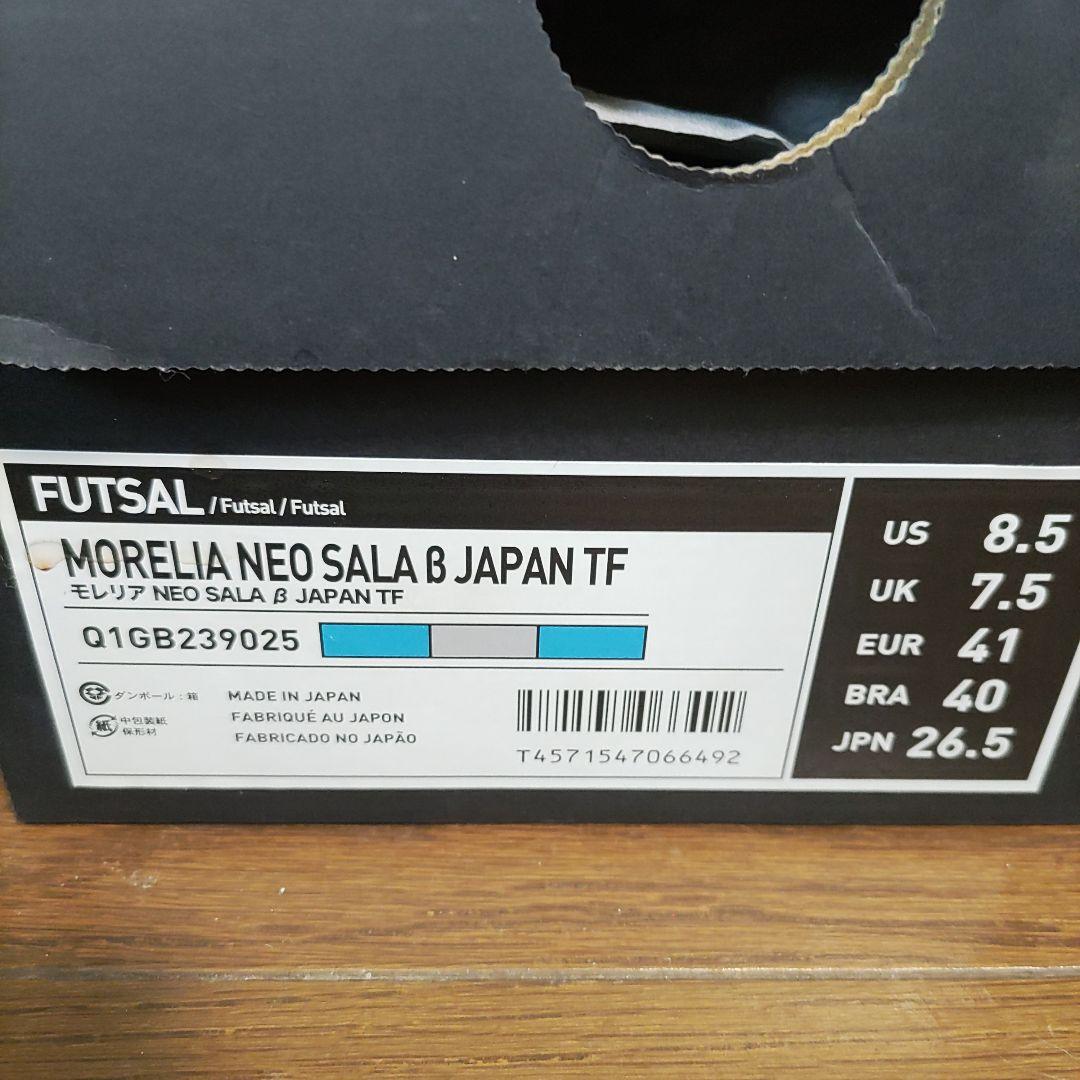 FUTSAL / Futsal / Futsal
MORELIA NEO SALA β JAPAN TF
モレリア NEO SALA β JAPAN TF
Q1GB239025
ダンボール：箱
紙
中包装紙
保形材
MADE IN JAPAN
FABRIQUÉ AU JAPON
FABRICADO NO JAPÃO
T4571547066492
US 8.5
UK 7.5
EUR 41
BRA 40
JPN 26.5